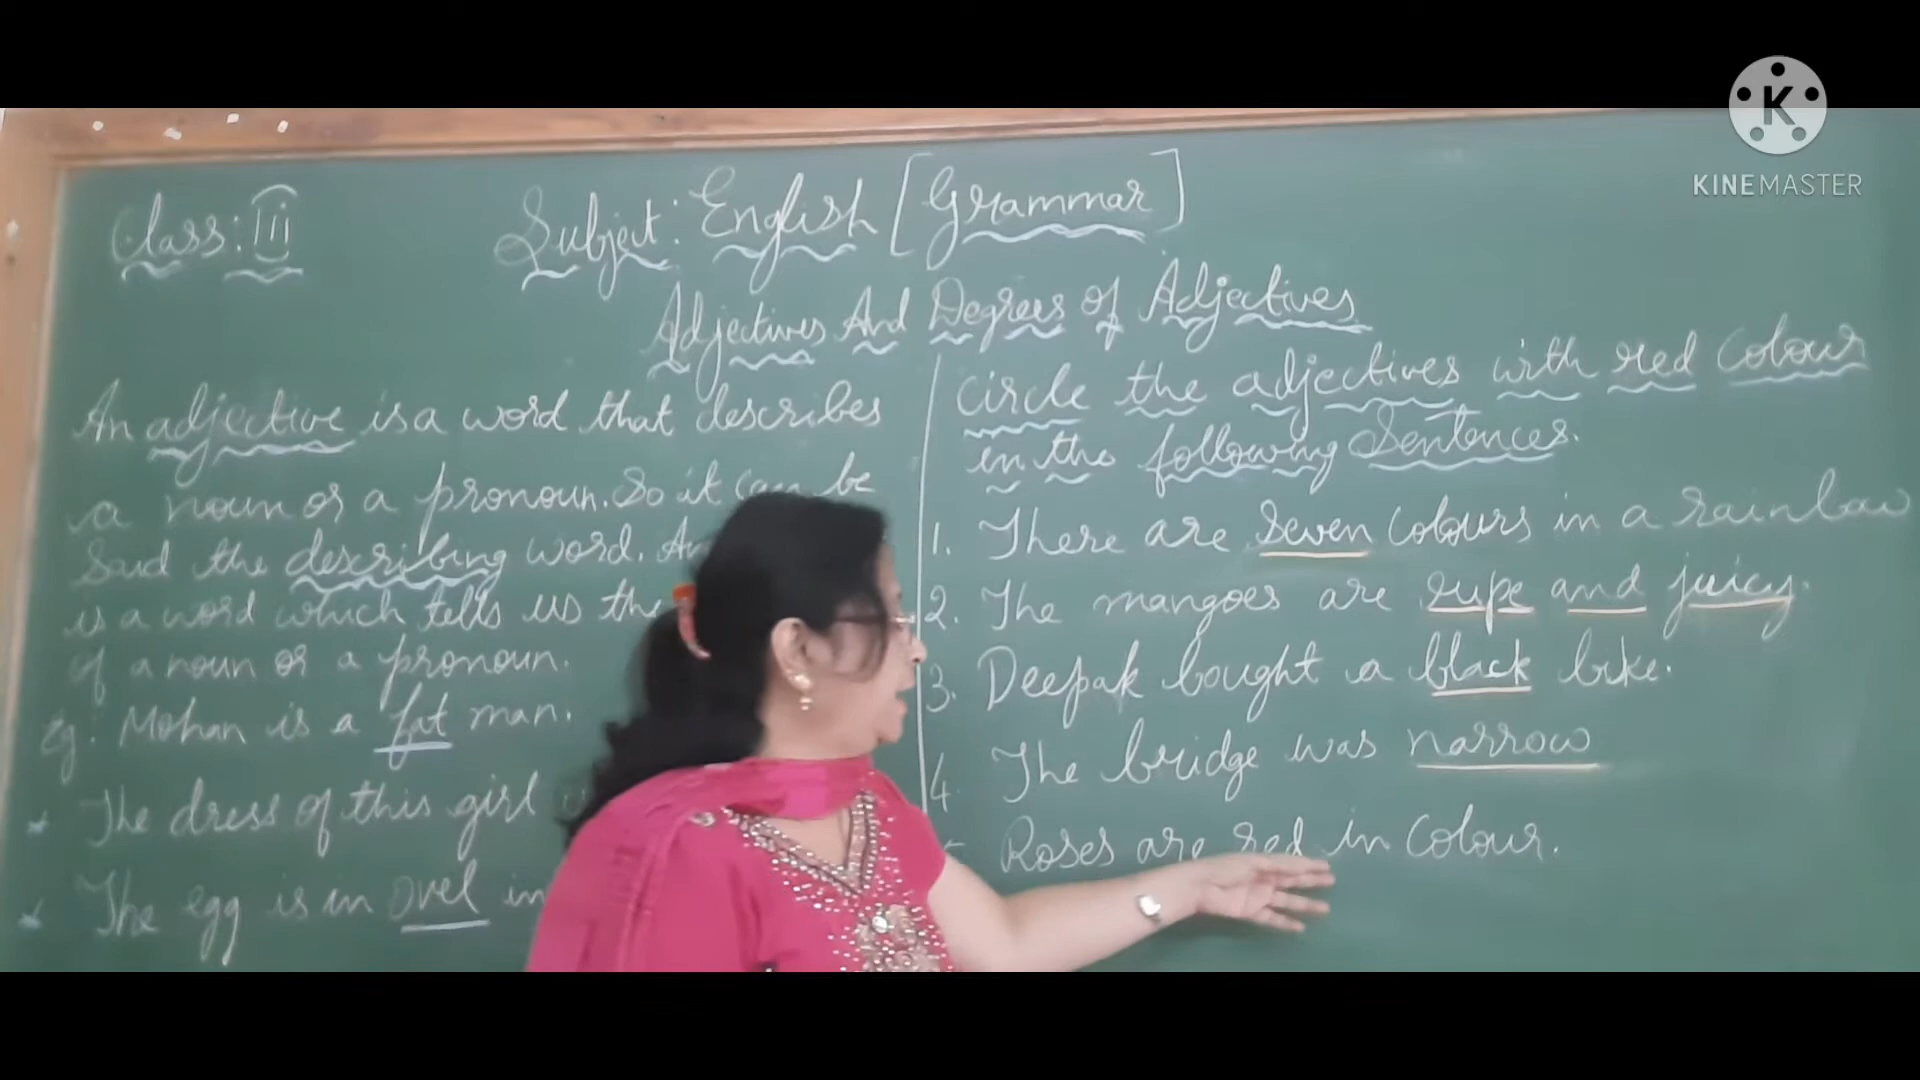 KINEMASTER
Class: III
Subject: English [Grammar]
Adjectives And Degrees of Adjectives
An adjective is a word that describes
a noun or a pronoun. So it can be
Said the describing word. An
is a word which tells us the
of a noun or a pronoun.
Eg: Mohan is a fat man.
The dress of this girl
The egg is in ovel in
circle the adjectives with red colour
in the following Sentences.
1. There are seven colours in a rainbow
2. The mangoes are ripe and juicy.
3. Deepak bought a black bike.
4. The bridge was narrow
Roses are red in colour.